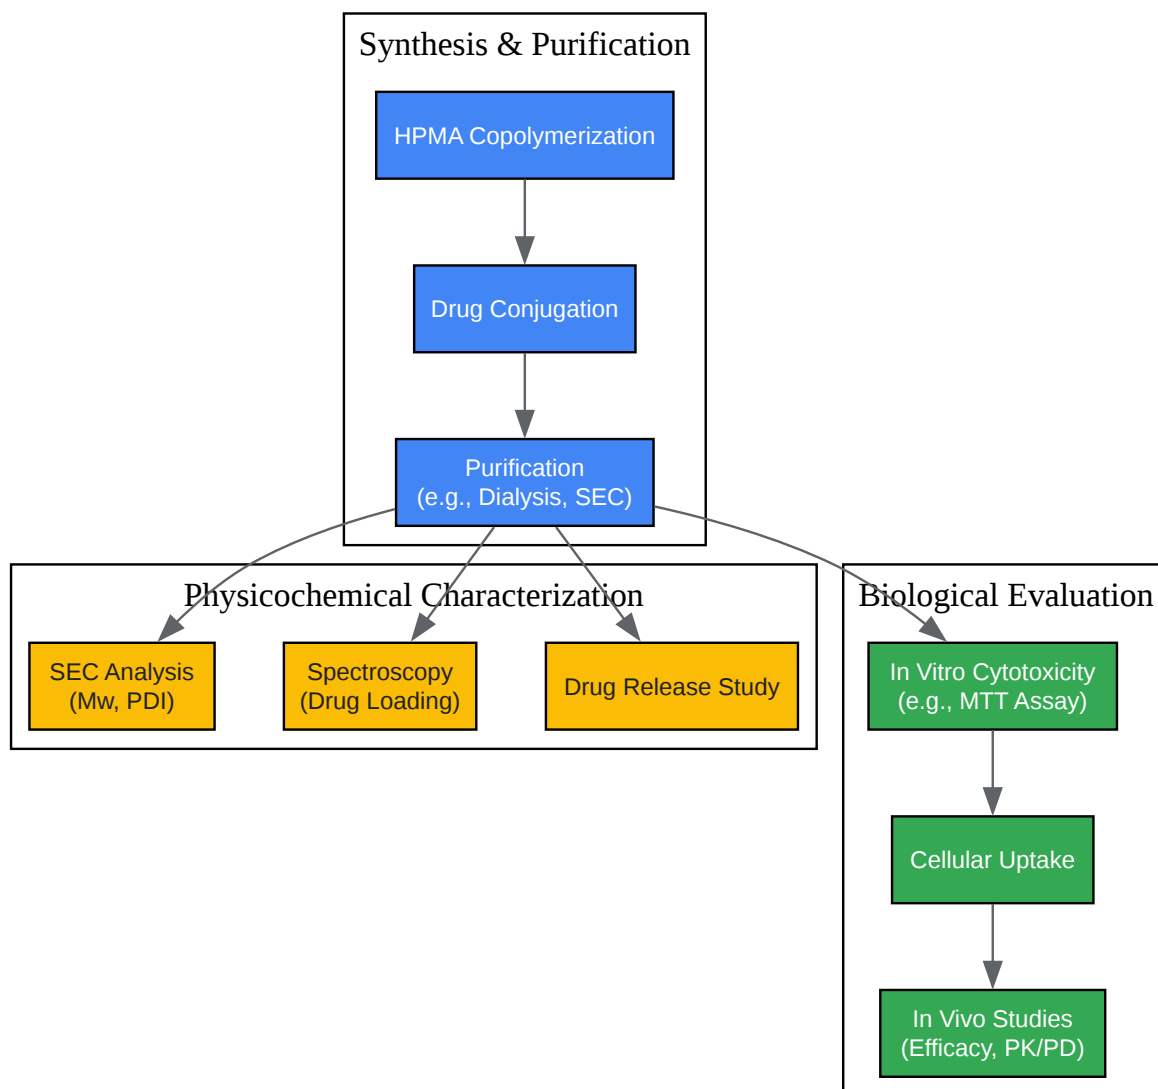 Synthesis & Purification
HPMA Copolymerization
Drug Conjugation
Purification
(e.g., Dialysis, SEC)
Physicochemical Characterization
SEC Analysis
(Mw, PDI)
Spectroscopy
(Drug Loading)
Drug Release Study
Biological Evaluation
In Vitro Cytotoxicity
(e.g., MTT Assay)
Cellular Uptake
In Vivo Studies
(Efficacy, PK/PD)